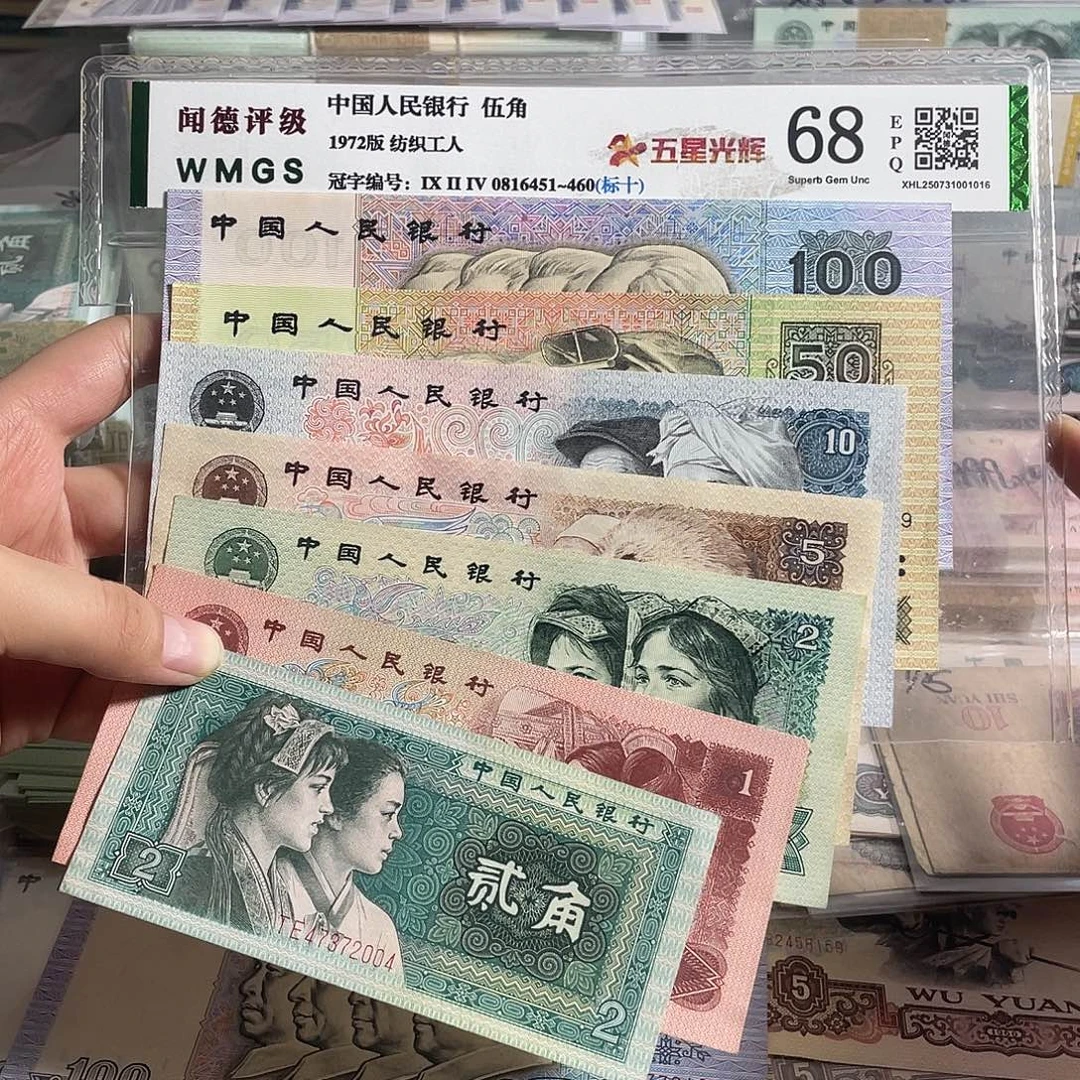 闻德评级
WMGS
中国人民银行 伍角
1972版 纺织工人
冠字编号：IX II IV 0816451~460(标十)
五星光辉
68
Superb Gem Unc
EPQ
XHL250731001016
中国人民银行
100
中国人民银行
50
中国人民银行
10
中国人民银行
5
9
中国人民银行
2
中国人民银行
1
中国人民银行
贰角
2
TE47372004
2
5
WU YUAN
100